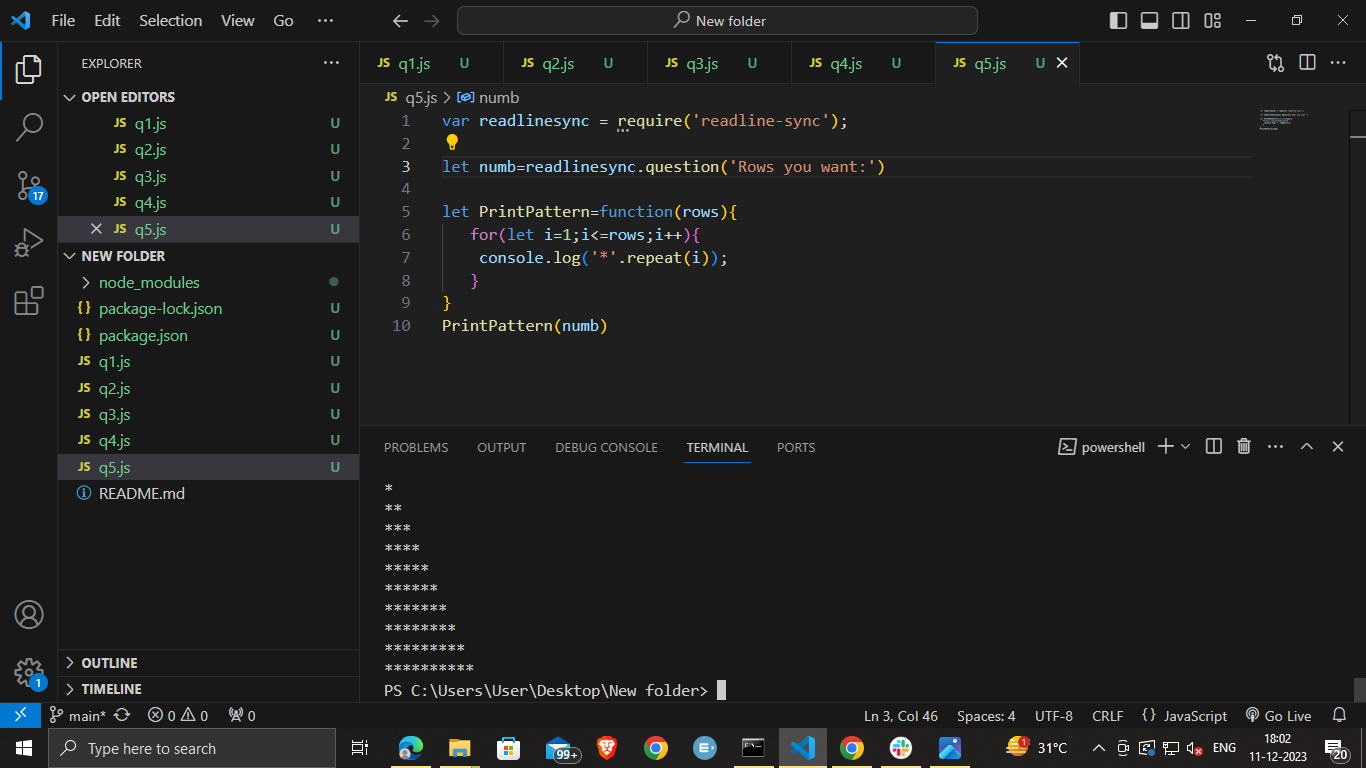 File Edit Selection View Go ··· New folder
EXPLORER ···
OPEN EDITORS
JS q1.js U
JS q2.js U
JS q3.js U
JS q4.js U
JS q5.js U
NEW FOLDER
node_modules
{} package-lock.json U
{} package.json U
JS q1.js U
JS q2.js U
JS q3.js U
JS q4.js U
JS q5.js U
README.md
OUTLINE
TIMELINE
17
1
JS q1.js U JS q2.js U JS q3.js U JS q4.js U JS q5.js U
JS q5.js > numb
1 var readlinesync = require('readline-sync');
2
3 let numb=readlinesync.question('Rows you want:')
4
5 let PrintPattern=function(rows){
6 for(let i=1;i<=rows;i++){
7 console.log('*'.repeat(i));
8 }
9 }
10 PrintPattern(numb)
PROBLEMS OUTPUT DEBUG CONSOLE TERMINAL PORTS powershell
*
**
***
****
*****
******
*******
********
*********
**********
PS C:\Users\User\Desktop\New folder>
main* 0 0 0 Ln 3, Col 46 Spaces: 4 UTF-8 CRLF {} JavaScript Go Live
Type here to search 99+ E 1 31°C ENG 18:02
11-12-2023 20